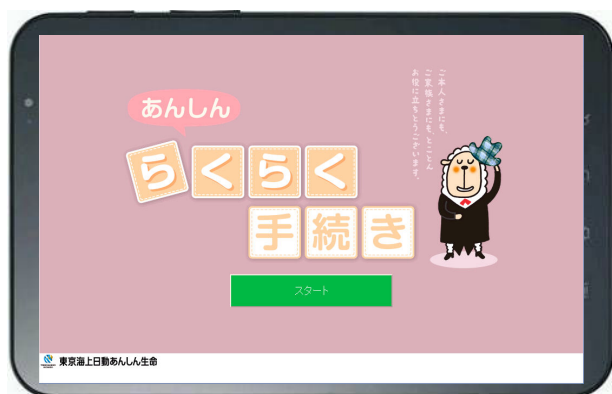 あんしん
らくらく
手続き
ご本人さまにも、
ご家族さまにも、とことん
お役に立ちとうございます。
スタート
東京海上日動あんしん生命